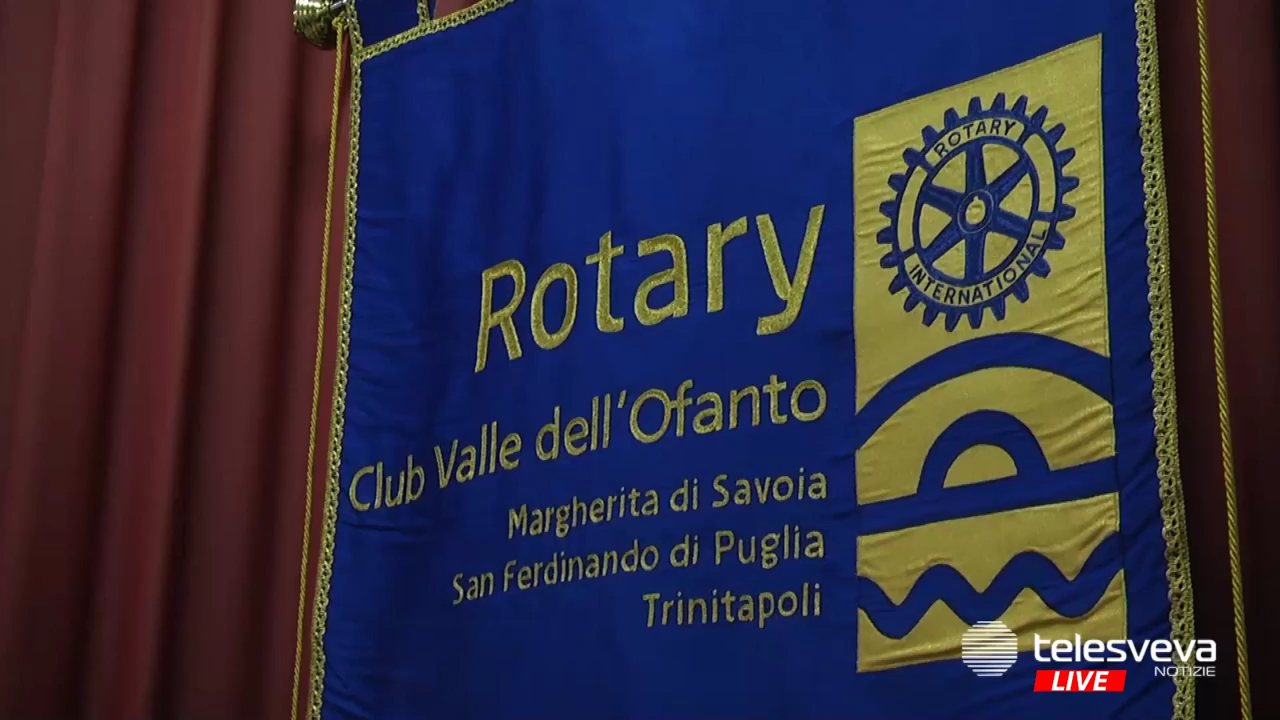 ROTARY
INTERNATIONAL
Rotary
Club Valle dell'Ofanto
Margherita di Savoia
San Ferdinando di Puglia
Trinitapoli
telesveva
NOTIZIE
LIVE